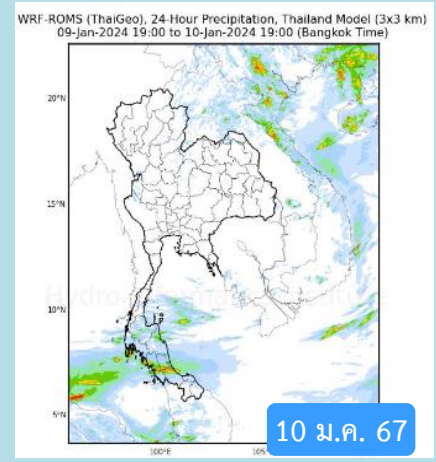 WRF-ROMS (ThaiGeo), 24-Hour Precipitation, Thailand Model (3x3 km)
09-Jan-2024 19:00 to 10-Jan-2024 19:00 (Bangkok Time)
20°N
15°N
10°N
5°N
100°E
10 ม.ค. 67